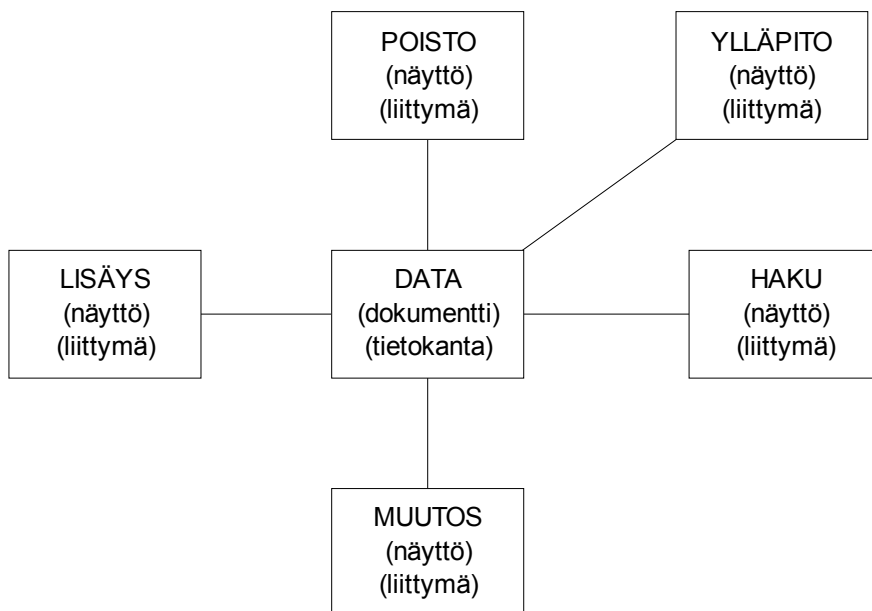 POISTO
(näyttö)
(liittymä)
YLLÄPITO
(näyttö)
(liittymä)
LISÄYS
(näyttö)
(liittymä)
DATA
(dokumentti)
(tietokanta)
HAKU
(näyttö)
(liittymä)
MUUTOS
(näyttö)
(liittymä)